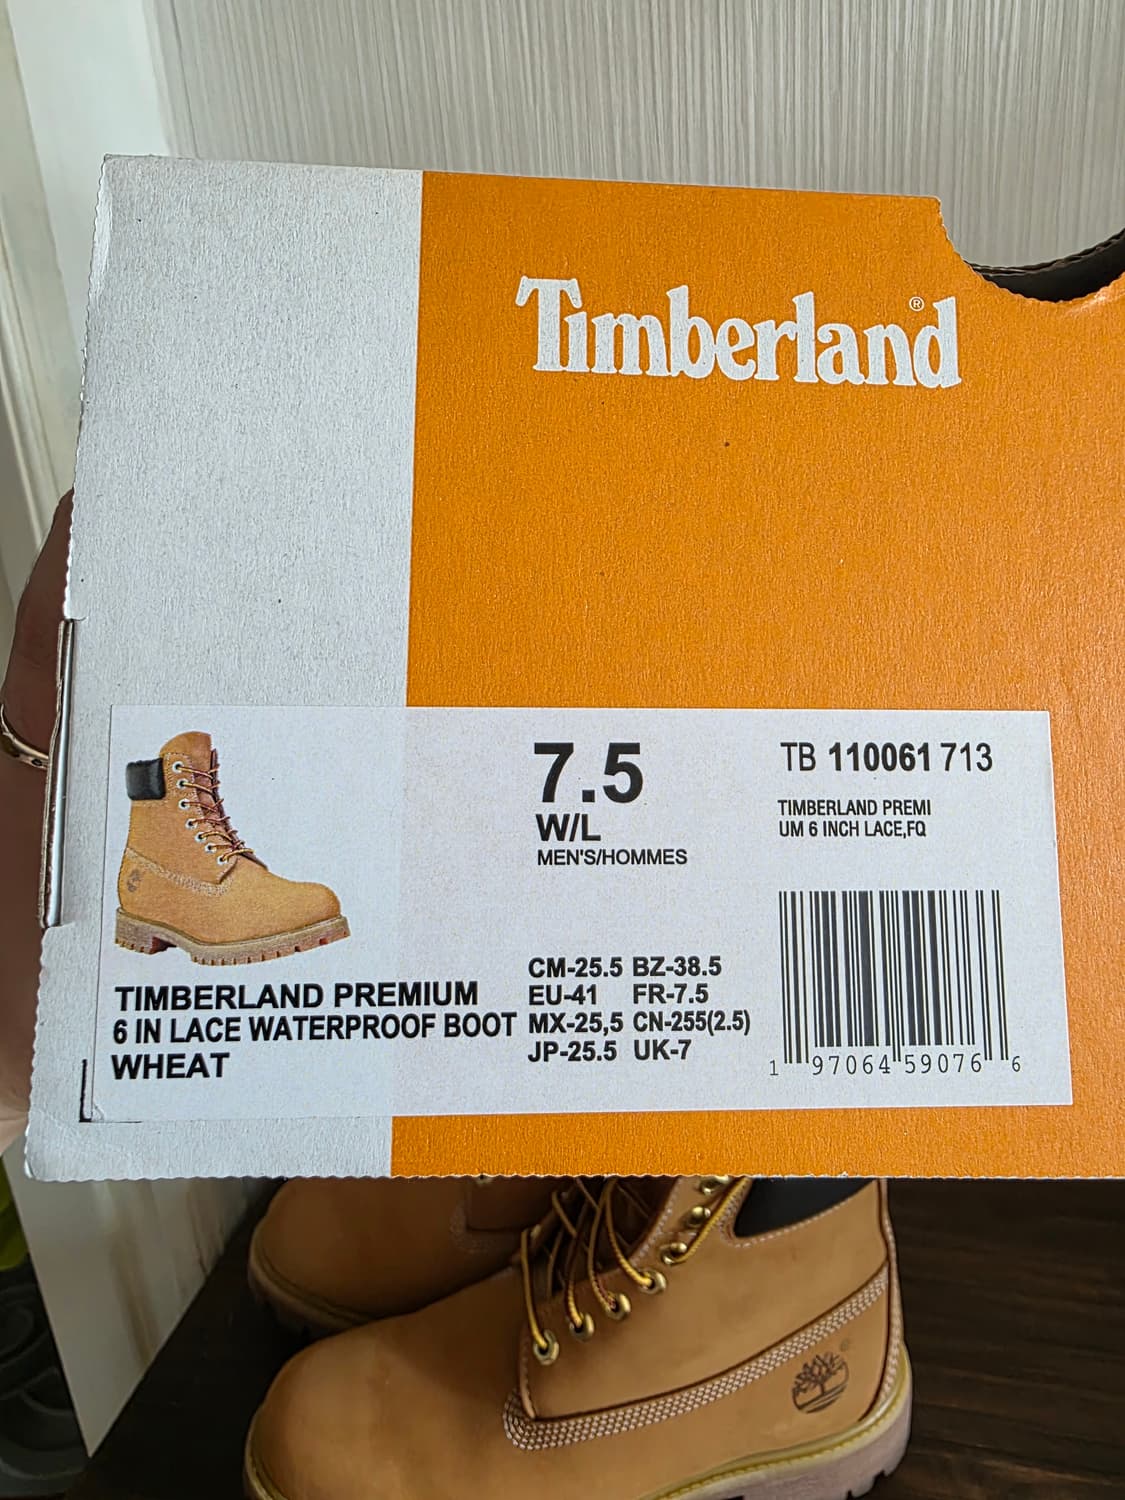 Timberland®
7.5
W/L
MEN'S/HOMMES
TB 110061 713
TIMBERLAND PREMI
UM 6 INCH LACE,FQ
TIMBERLAND PREMIUM
6 IN LACE WATERPROOF BOOT
WHEAT
CM-25.5 BZ-38.5
EU-41 FR-7.5
MX-25,5 CN-255(2.5)
JP-25.5 UK-7
1 97064 59076 6